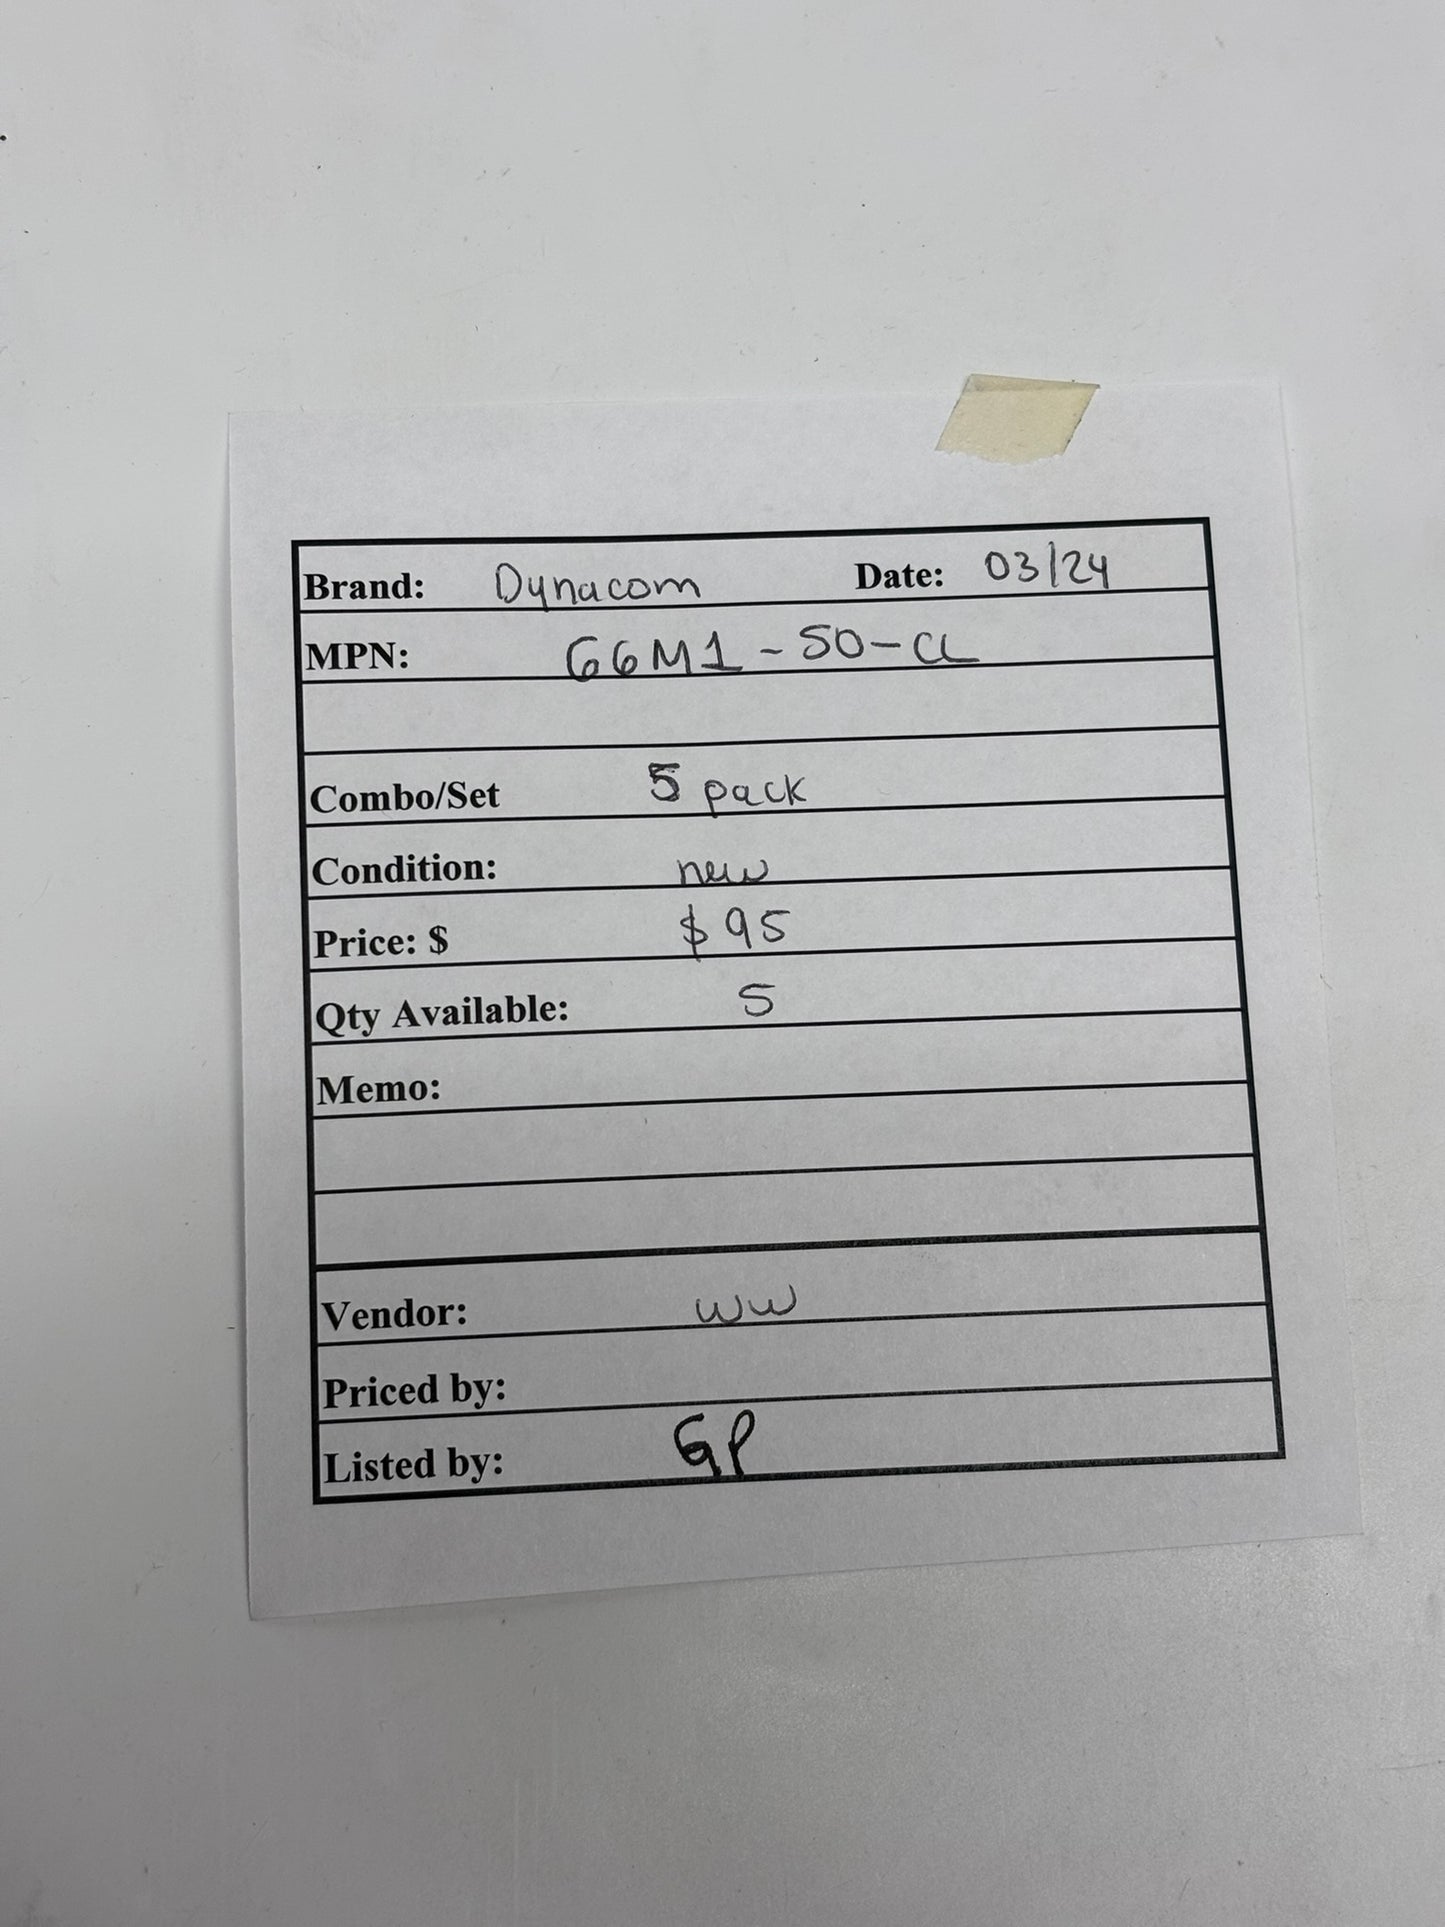 Brand: Dynacom Date: 03/24
MPN: 66M1-50-CL
Combo/Set 5 pack
Condition: new
Price: $ $95
Qty Available: 5
Memo:
Vendor: WW
Priced by:
Listed by: GP